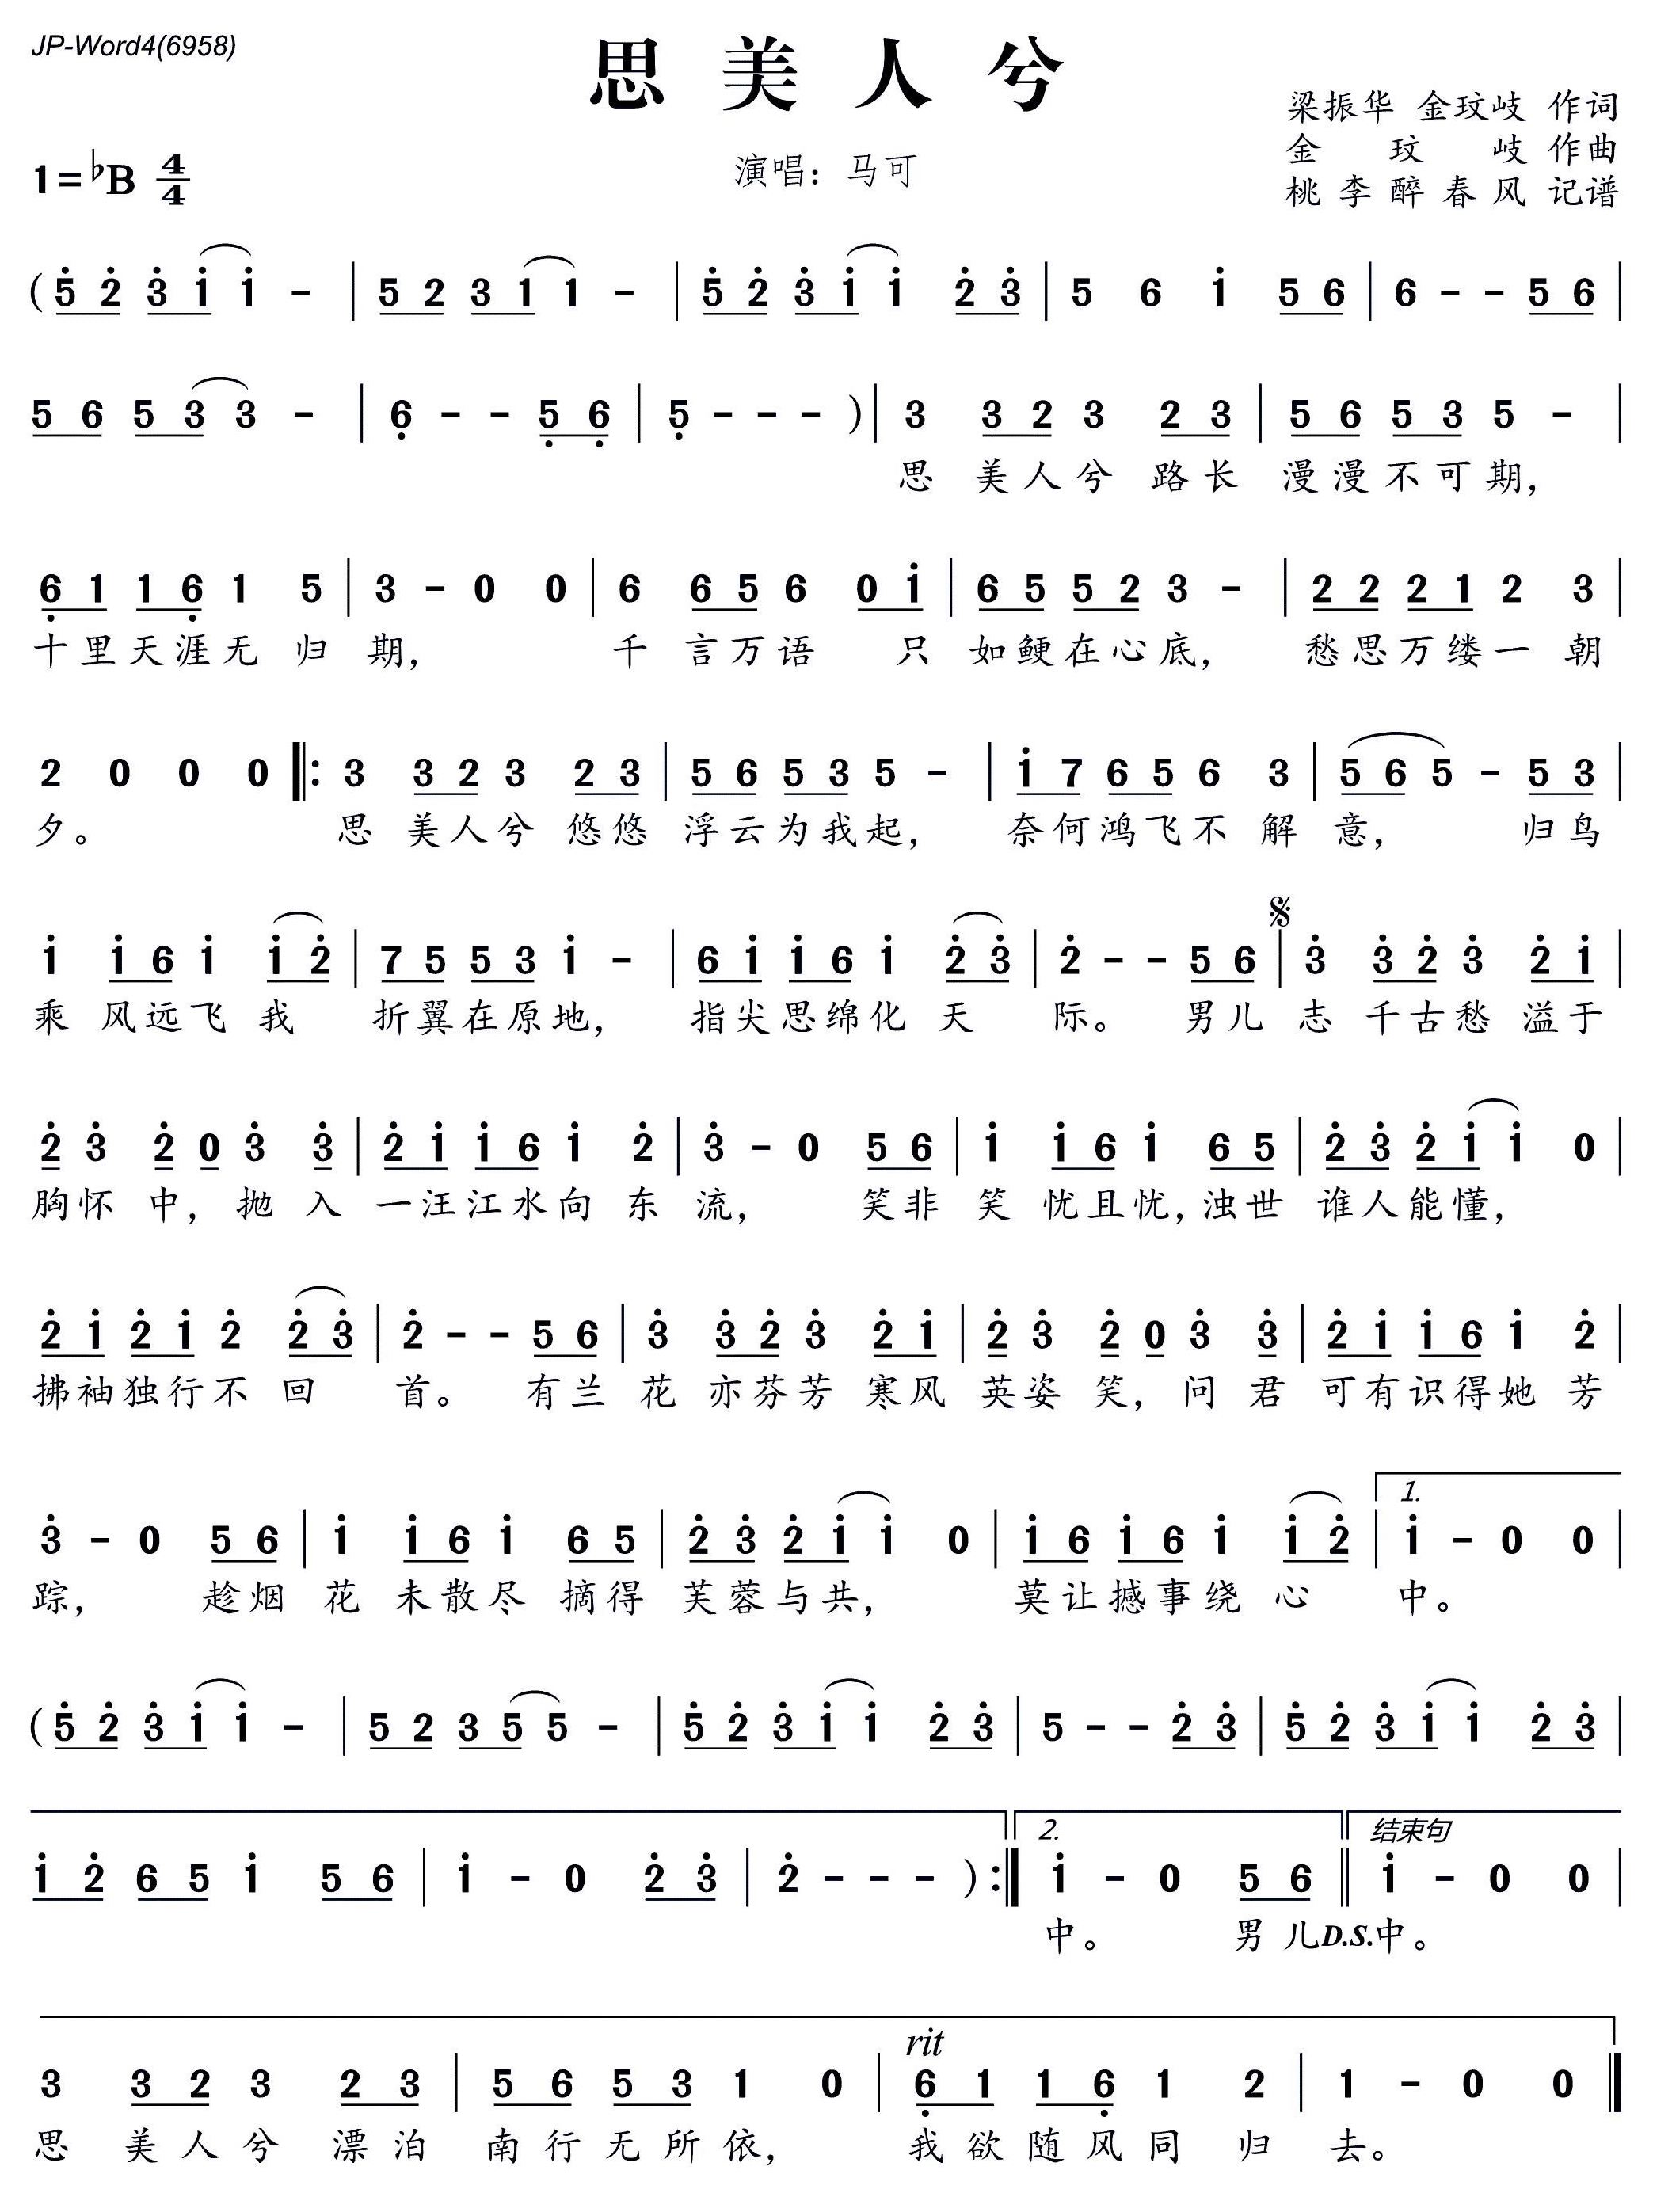 JP-Word4(6958)
思美人兮
梁振华 金玟岐 作词
金玟岐 作曲
桃李醉春风 记谱
1=♭B 4/4
演唱：马可
( 5̇ 2̇ 3̇ 1̇ 1̇ - | 5 2 3 1 1 - | 5̇ 2̇ 3̇ 1̇ 1̇ 2̇ 3̇ | 5 6 1̇ 5 6 | 6 - - 5 6 |
5 6 5 3 3 - | 6̣ - - 5̣ 6̣ | 5̣ - - - ) | 3 3 2 3 2 3 | 5 6 5 3 5 - |
思 美人兮 路长 漫漫不可期，
6̣ 1 1 6̣ 1 5 | 3 - 0 0 | 6 6 5 6 0 1̇ | 6 5 5 2 3 - | 2 2 2 1 2 3 |
十里天涯无 归 期， 千 言万语 只 如鲠在心底， 愁思万缕一 朝
2 0 0 0 ‖: 3 3 2 3 2 3 | 5 6 5 3 5 - | 1̇ 7 6 5 6 3 | 5 6 5 - 5 3 |
夕。 思 美人兮 悠悠 浮云为我起， 奈何鸿飞不 解 意， 归鸟
1̇ 1̇ 6 1̇ 1̇ 2̇ | 7 5 5 3 1̇ - | 6 1̇ 1̇ 6 1̇ 2̇ 3̇ | 2̇ - - 5 6 | 𝄋 3̇ 3̇ 2̇ 3̇ 2̇ 1̇ |
乘 风远飞 我 折翼在原地， 指尖思绵化 天 际。 男儿 志 千古愁 溢于
2̇ 3̇ 2̇ 0 3̇ 3̇ | 2̇ 1̇ 1̇ 6 1̇ 2̇ | 3̇ - 0 5 6 | 1̇ 1̇ 6 1̇ 6 5 | 2̇ 3̇ 2̇ 1̇ 1̇ 0 |
胸怀 中， 抛 入 一汪江水向 东 流， 笑非 笑 忧且忧， 浊世 谁人能懂，
2̇ 1̇ 2̇ 1̇ 2̇ 2̇ 3̇ | 2̇ - - 5 6 | 3̇ 3̇ 2̇ 3̇ 2̇ 1̇ | 2̇ 3̇ 2̇ 0 3̇ 3̇ | 2̇ 1̇ 1̇ 6 1̇ 2̇ |
拂袖独行不 回 首。 有兰 花 亦芬芳 寒风 英姿 笑， 问 君 可有识得她 芳
1.
3̇ - 0 5 6 | 1̇ 1̇ 6 1̇ 6 5 | 2̇ 3̇ 2̇ 1̇ 1̇ 0 | 1̇ 6 1̇ 6 1̇ 1̇ 2̇ | 1̇ - 0 0 |
踪， 趁烟 花 未散尽 摘得 芙蓉与共， 莫让撼事绕 心 中。
( 5̇ 2̇ 3̇ 1̇ 1̇ - | 5 2 3 5 5 - | 5̇ 2̇ 3̇ 1̇ 1̇ 2̇ 3̇ | 5 - - 2̇ 3̇ | 5̇ 2̇ 3̇ 1̇ 1̇ 2̇ 3̇ |
2. 结束句
1̇ 2̇ 6 5 1̇ 5 6 | 1̇ - 0 2̇ 3̇ | 2̇ - - - ) :‖ 1̇ - 0 5 6 ‖ 1̇ - 0 0 |
中。 男儿D.S.中。
rit
3 3 2 3 2 3 | 5 6 5 3 1 0 | 6̣ 1 1 6̣ 1 2 | 1 - 0 0 ‖
思 美人兮 漂泊 南行无所依， 我欲随风同 归 去。